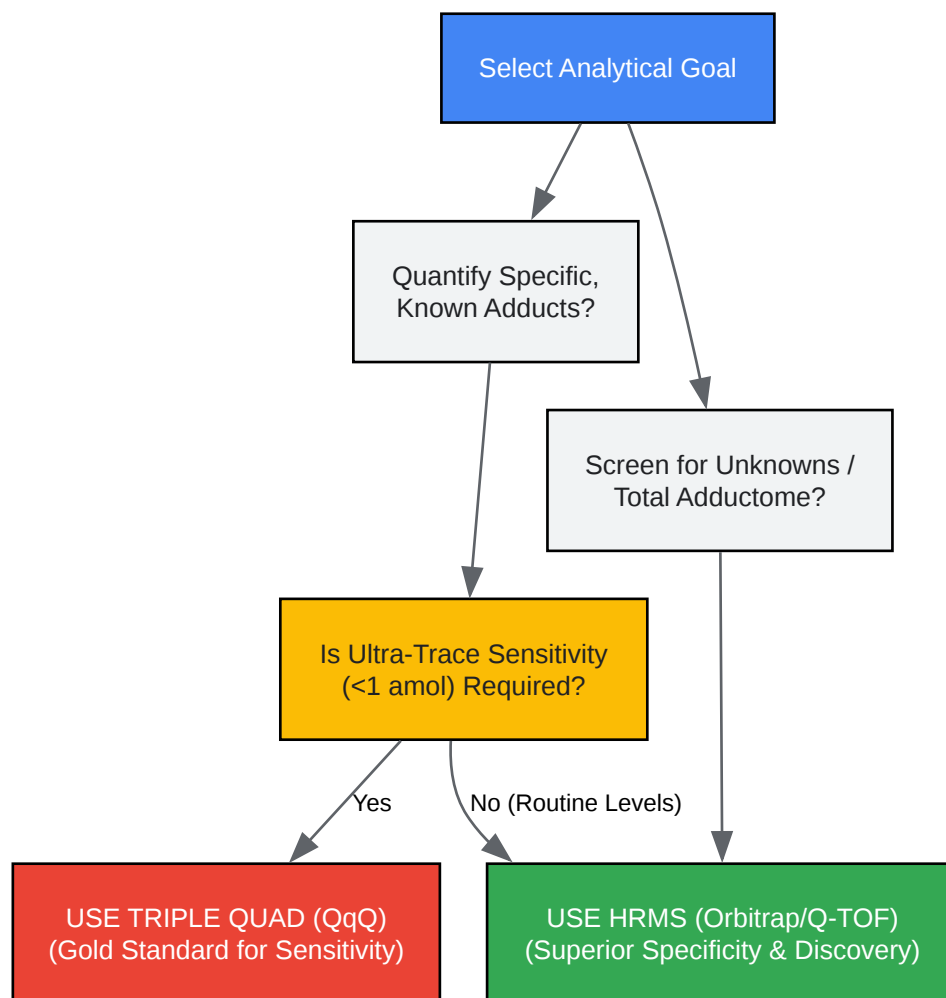 Select Analytical Goal
Quantify Specific,
Known Adducts?
Screen for Unknowns /
Total Adductome?
Is Ultra-Trace Sensitivity
(<1 amol) Required?
Yes
No (Routine Levels)
USE TRIPLE QUAD (QqQ)
(Gold Standard for Sensitivity)
USE HRMS (Orbitrap/Q-TOF)
(Superior Specificity & Discovery)